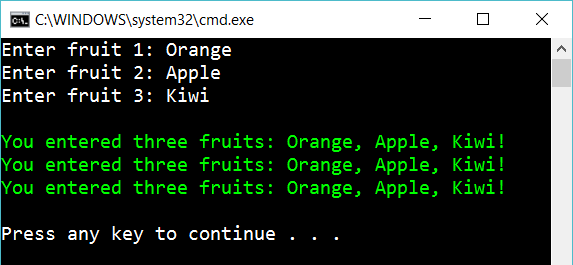 C:\WINDOWS\system32\cmd.exe
Enter fruit 1: Orange
Enter fruit 2: Apple
Enter fruit 3: Kiwi
You entered three fruits: Orange, Apple, Kiwi!
You entered three fruits: Orange, Apple, Kiwi!
You entered three fruits: Orange, Apple, Kiwi!
Press any key to continue . . .